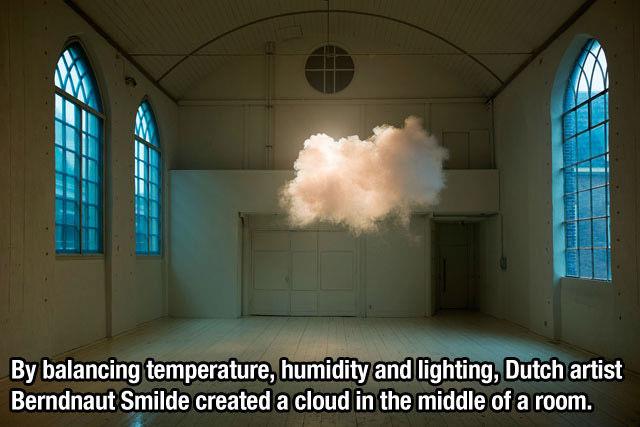 By balancing temperature, humidity and lighting, Dutch artist
Berndnaut Smilde created a cloud in the middle of a room.